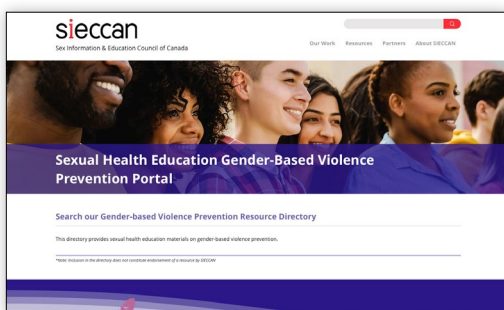 sieccan
Sex Information & Education Council of Canada
Our Work Resources Partners About SIECCAN
Sexual Health Education Gender-Based Violence
Prevention Portal
Search our Gender-based Violence Prevention Resource Directory
This directory provides sexual health education materials on gender-based violence prevention.
*Note: Inclusion in the directory does not constitute endorsement of a resource by SIECCAN